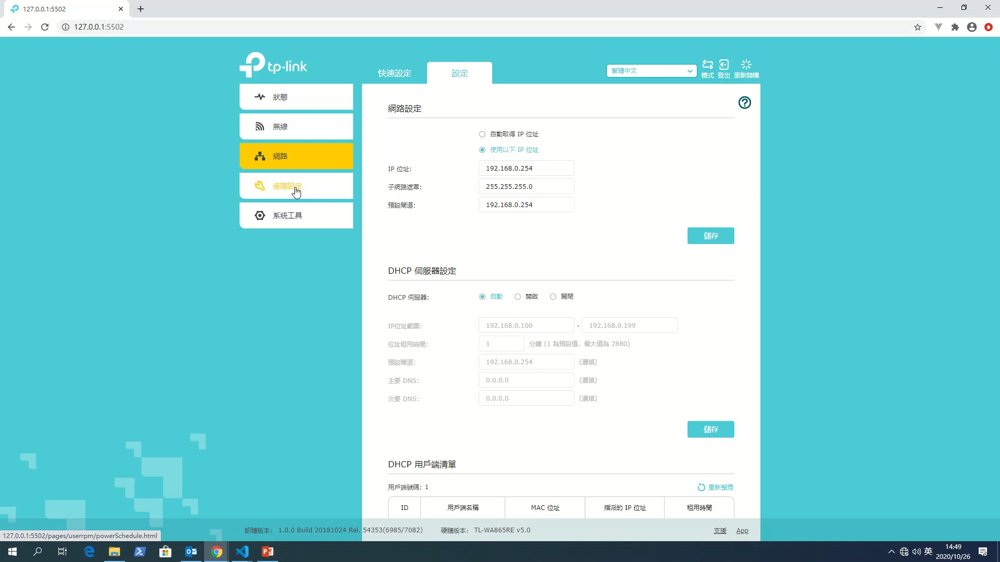 127.0.0.1:5502
127.0.0.1:5502
tp-link
快速設定
設定
繁體中文
模式
登出
重新開機
狀態
無線
網路
進階設定
系統工具
網路設定
自動取得 IP 位址
使用以下 IP 位址
IP 位址: 192.168.0.254
子網路遮罩: 255.255.255.0
預設閘道: 192.168.0.254
儲存
DHCP 伺服器設定
DHCP 伺服器: 自動 開啟 關閉
IP位址範圍: 192.168.0.100 - 192.168.0.199
位址租用時間: 1 分鐘 (1 為預設值，最大值為 2880)
預設閘道: 192.168.0.254 (選填)
主要 DNS: 0.0.0.0 (選填)
次要 DNS: 0.0.0.0 (選填)
儲存
DHCP 用戶端清單
用戶端號碼: 1
重新整理
ID 用戶端名稱 MAC 位址 指派的 IP 位址 租用時間
韌體版本: 1.0.0 Build 20181024 Rel. 54353(6985/7082) 硬體版本: TL-WA865RE v5.0
支援 App
127.0.0.1:5502/pages/userrpm/powerSchedule.html
英
14:49
2020/10/26